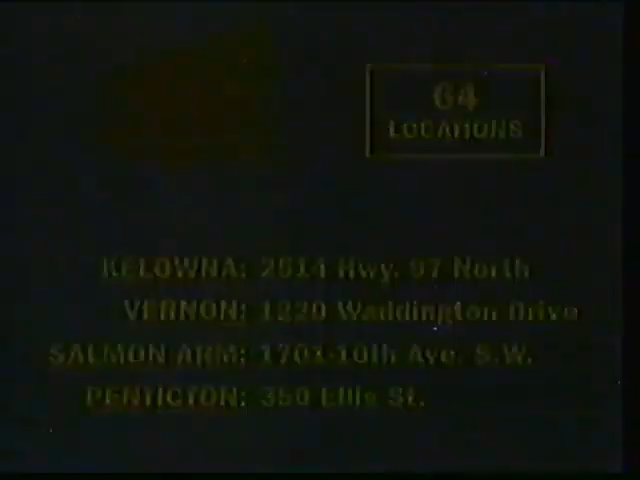 64
LOCATIONS
KELOWNA: 2514 Hwy. 97 North
VERNON: 1220 Waddington Drive
SALMON ARM: 1701-10th Ave. S.W.
PENTICTON: 350 Ellis St.